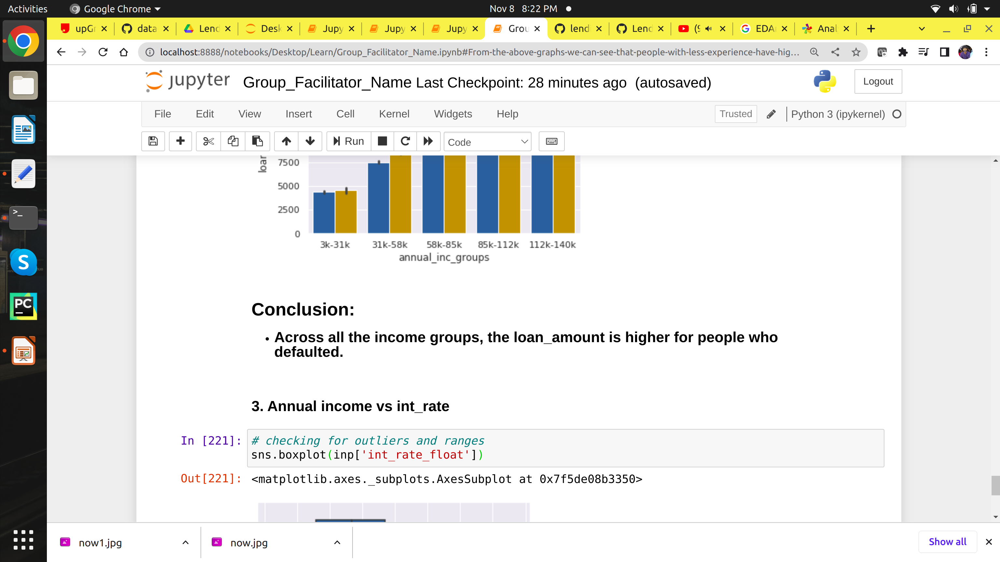 Activities
Google Chrome
Nov 8 8:22 PM
upGr
data
Lend
Desk
Jupy
Jupy
Jupy
Grou
lend
Lenc
(9
EDA
Anal
localhost:8888/notebooks/Desktop/Learn/Group_Facilitator_Name.ipynb#From-the-above-graphs-we-can-see-that-people-with-less-experience-have-hig...
jupyter
Group_Facilitator_Name Last Checkpoint: 28 minutes ago (autosaved)
Logout
File Edit View Insert Cell Kernel Widgets Help
Trusted
Python 3 (ipykernel)
Run
Code
loar
7500
5000
2500
0
3k-31k 31k-58k 58k-85k 85k-112k 112k-140k
annual_inc_groups
Conclusion:
• Across all the income groups, the loan_amount is higher for people who
defaulted.
3. Annual income vs int_rate
In [221]: # checking for outliers and ranges
sns.boxplot(inp['int_rate_float'])
Out[221]: <matplotlib.axes._subplots.AxesSubplot at 0x7f5de08b3350>
S
PC
>_
now1.jpg
now.jpg
Show all